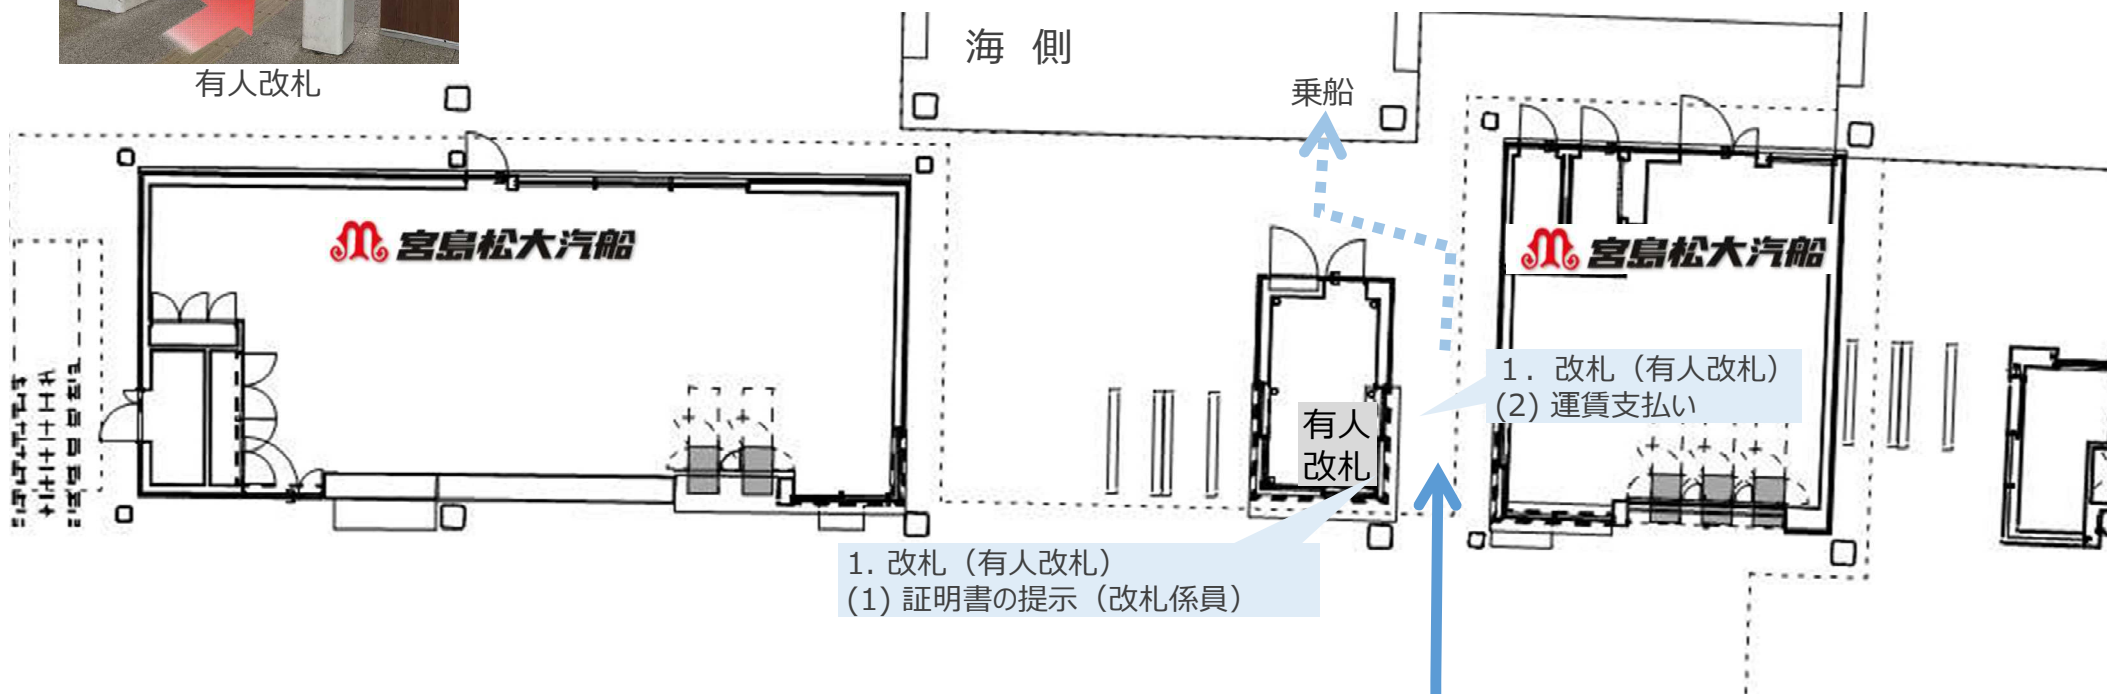 有人改札
海 側
乗船
宮島松大汽船
宮島松大汽船
1. 改札（有人改札）
(2) 運賃支払い
有人
改札
1. 改札（有人改札）
(1) 証明書の提示（改札係員）